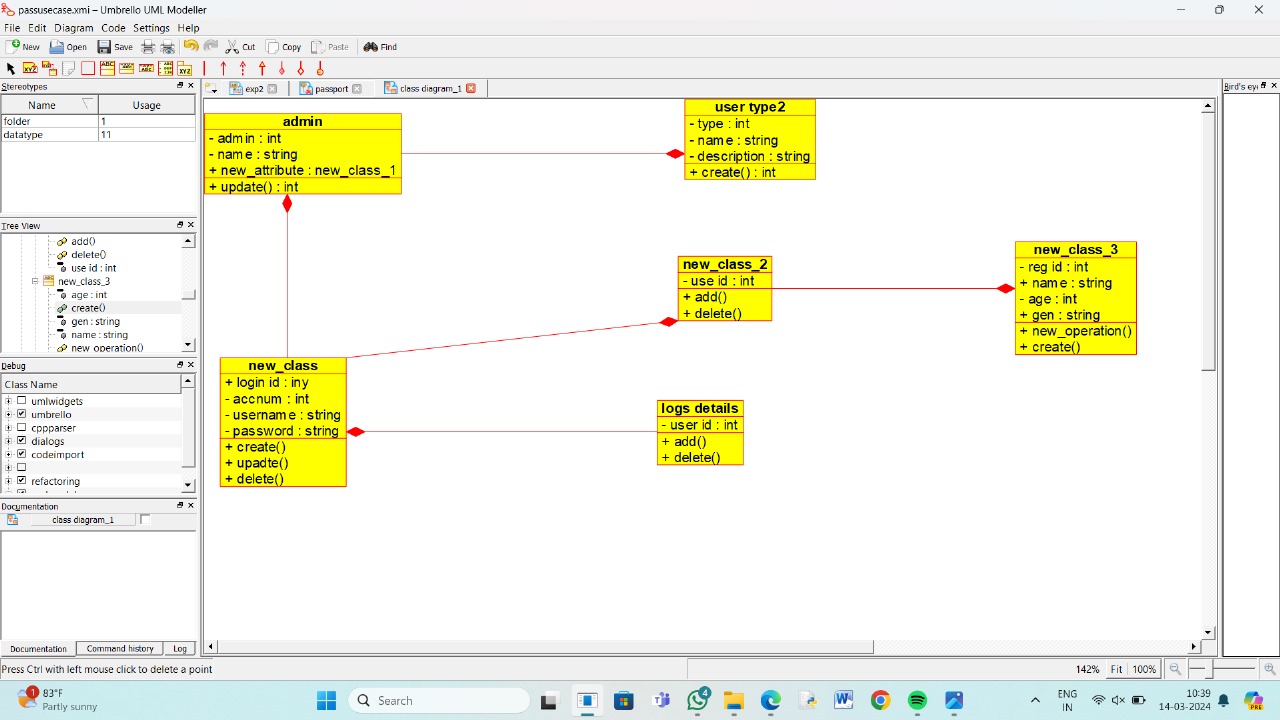 passusecase.xmi – Umbrello UML Modeller
File Edit Diagram Code Settings Help
New Open Save Cut Copy Paste Find
Stereotypes
Name Usage
folder 1
datatype 11
Tree View
add()
delete()
use id : int
new_class_3
age : int
create()
gen : string
name : string
new_operation()
Debug
Class Name
umlwidgets
umbrello
cppparser
dialogs
codeimport
refactoring
Documentation
class diagram_1
Documentation Command history Log
exp2 passport class diagram_1
Bird's ey
admin
- admin : int
- name : string
+ new_attribute : new_class_1
+ update() : int
user type2
- type : int
- name : string
- description : string
+ create() : int
new_class_2
- use id : int
+ add()
+ delete()
new_class_3
- reg id : int
+ name : string
- age : int
+ gen : string
+ new_operation()
+ create()
new_class
+ login id : iny
- accnum : int
- username : string
- password : string
+ create()
+ upadte()
+ delete()
logs details
- user id : int
+ add()
+ delete()
Press Ctrl with left mouse click to delete a point
142% Fit 100%
1
83°F
Partly sunny
Search
4
ENG
IN
10:39
14-03-2024
PRE